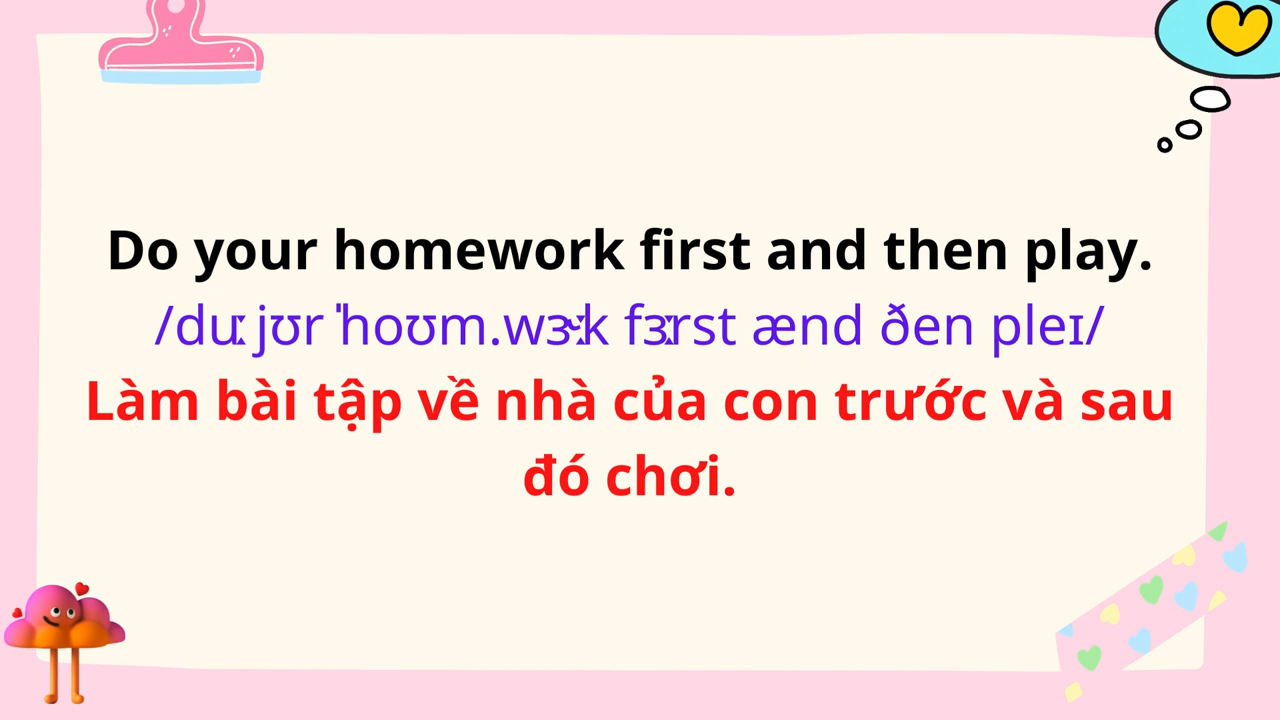 Do your homework first and then play.
/duː jʊr ˈhoʊm.wɝːk fɜːrst ænd ðen pleɪ/
Làm bài tập về nhà của con trước và sau
đó chơi.